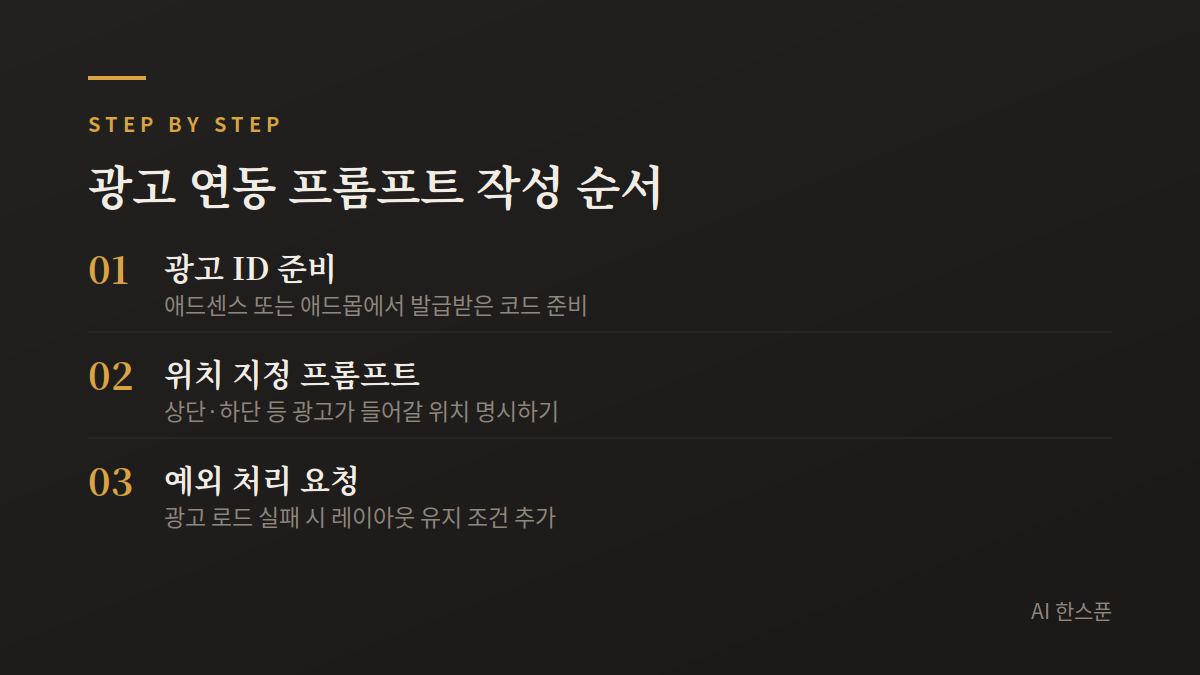 STEP BY STEP
광고 연동 프롬프트 작성 순서
01 광고 ID 준비
애드센스 또는 애드몹에서 발급받은 코드 준비
02 위치 지정 프롬프트
상단·하단 등 광고가 들어갈 위치 명시하기
03 예외 처리 요청
광고 로드 실패 시 레이아웃 유지 조건 추가
AI 한스푼